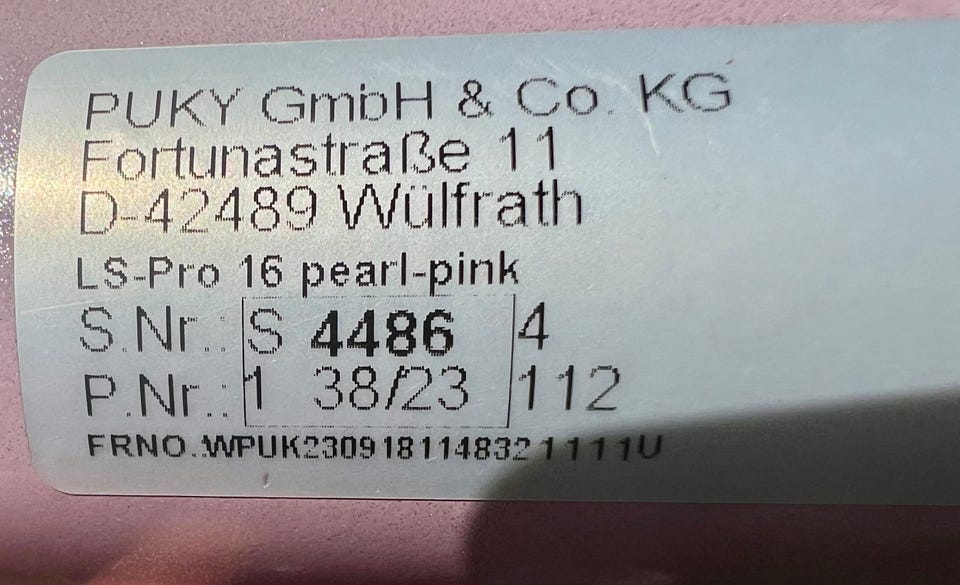 PUKY GmbH & Co. KG
Fortunastraße 11
D-42489 Wülfrath
LS-Pro 16 pearl-pink
S.Nr.: S 4486 4
P.Nr.: 1 38/23 112
FRNO.:WPUK2309181148321111U